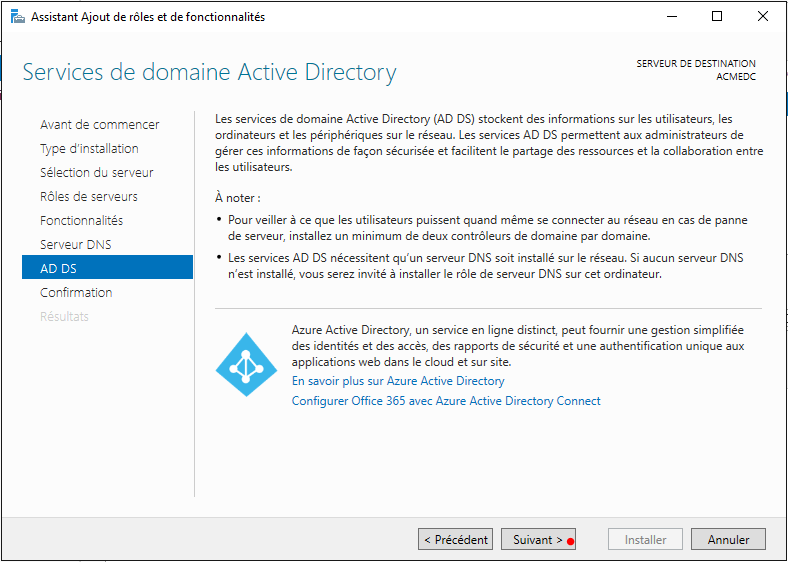 Assistant Ajout de rôles et de fonctionnalités
Services de domaine Active Directory
SERVEUR DE DESTINATION
ACMEDC
Avant de commencer
Type d'installation
Sélection du serveur
Rôles de serveurs
Fonctionnalités
Serveur DNS
AD DS
Confirmation
Résultats
Les services de domaine Active Directory (AD DS) stockent des informations sur les utilisateurs, les
ordinateurs et les périphériques sur le réseau. Les services AD DS permettent aux administrateurs de
gérer ces informations de façon sécurisée et facilitent le partage des ressources et la collaboration entre
les utilisateurs.
À noter :
• Pour veiller à ce que les utilisateurs puissent quand même se connecter au réseau en cas de panne
de serveur, installez un minimum de deux contrôleurs de domaine par domaine.
• Les services AD DS nécessitent qu'un serveur DNS soit installé sur le réseau. Si aucun serveur DNS
n'est installé, vous serez invité à installer le rôle de serveur DNS sur cet ordinateur.
Azure Active Directory, un service en ligne distinct, peut fournir une gestion simplifiée
des identités et des accès, des rapports de sécurité et une authentification unique aux
applications web dans le cloud et sur site.
En savoir plus sur Azure Active Directory
Configurer Office 365 avec Azure Active Directory Connect
< Précédent
Suivant >
Installer
Annuler